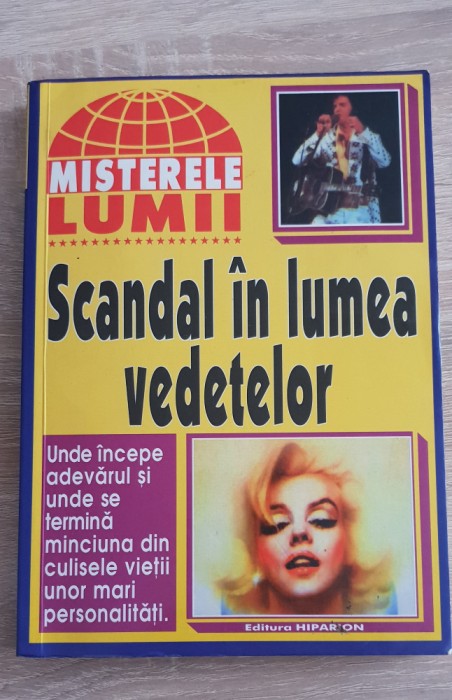 MISTERELE
LUMII
Scandal în lumea
vedetelor
Unde începe
adevărul și
unde se
termină
minciuna din
culisele vieții
unor mari
personalități.
Editura HIPARION